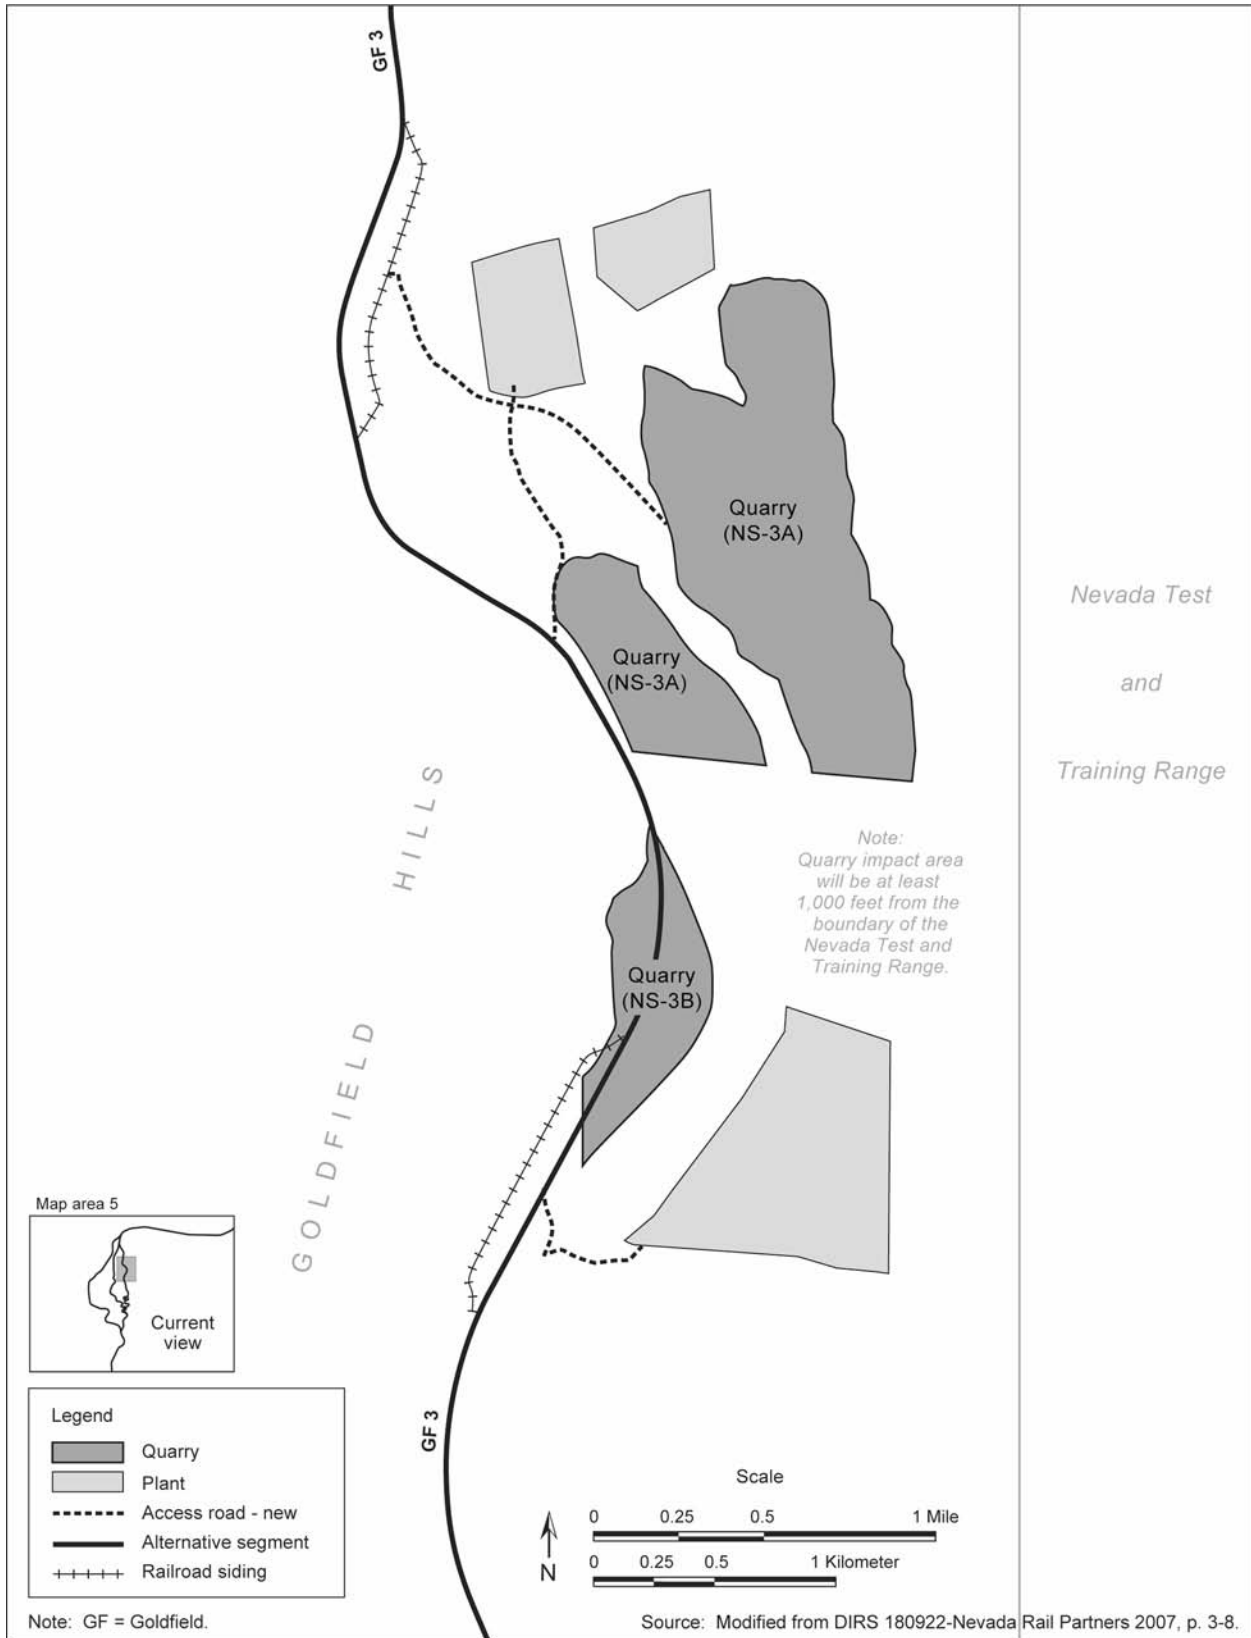 GF 3
Quarry
(NS-3A)
Nevada Test
and
Training Range
Quarry
(NS-3A)
GOLDFIELD HILLS
Note:
Quarry impact area
will be at least
1,000 feet from the
boundary of the
Nevada Test and
Training Range.
Quarry
(NS-3B)
Map area 5
Current
view
GF 3
Legend
Quarry
Plant
Access road - new
Alternative segment
Railroad siding
Scale
0 0.25 0.5 1 Mile
0 0.25 0.5 1 Kilometer
N
Note: GF = Goldfield.
Source: Modified from DIRS 180922-Nevada Rail Partners 2007, p. 3-8.